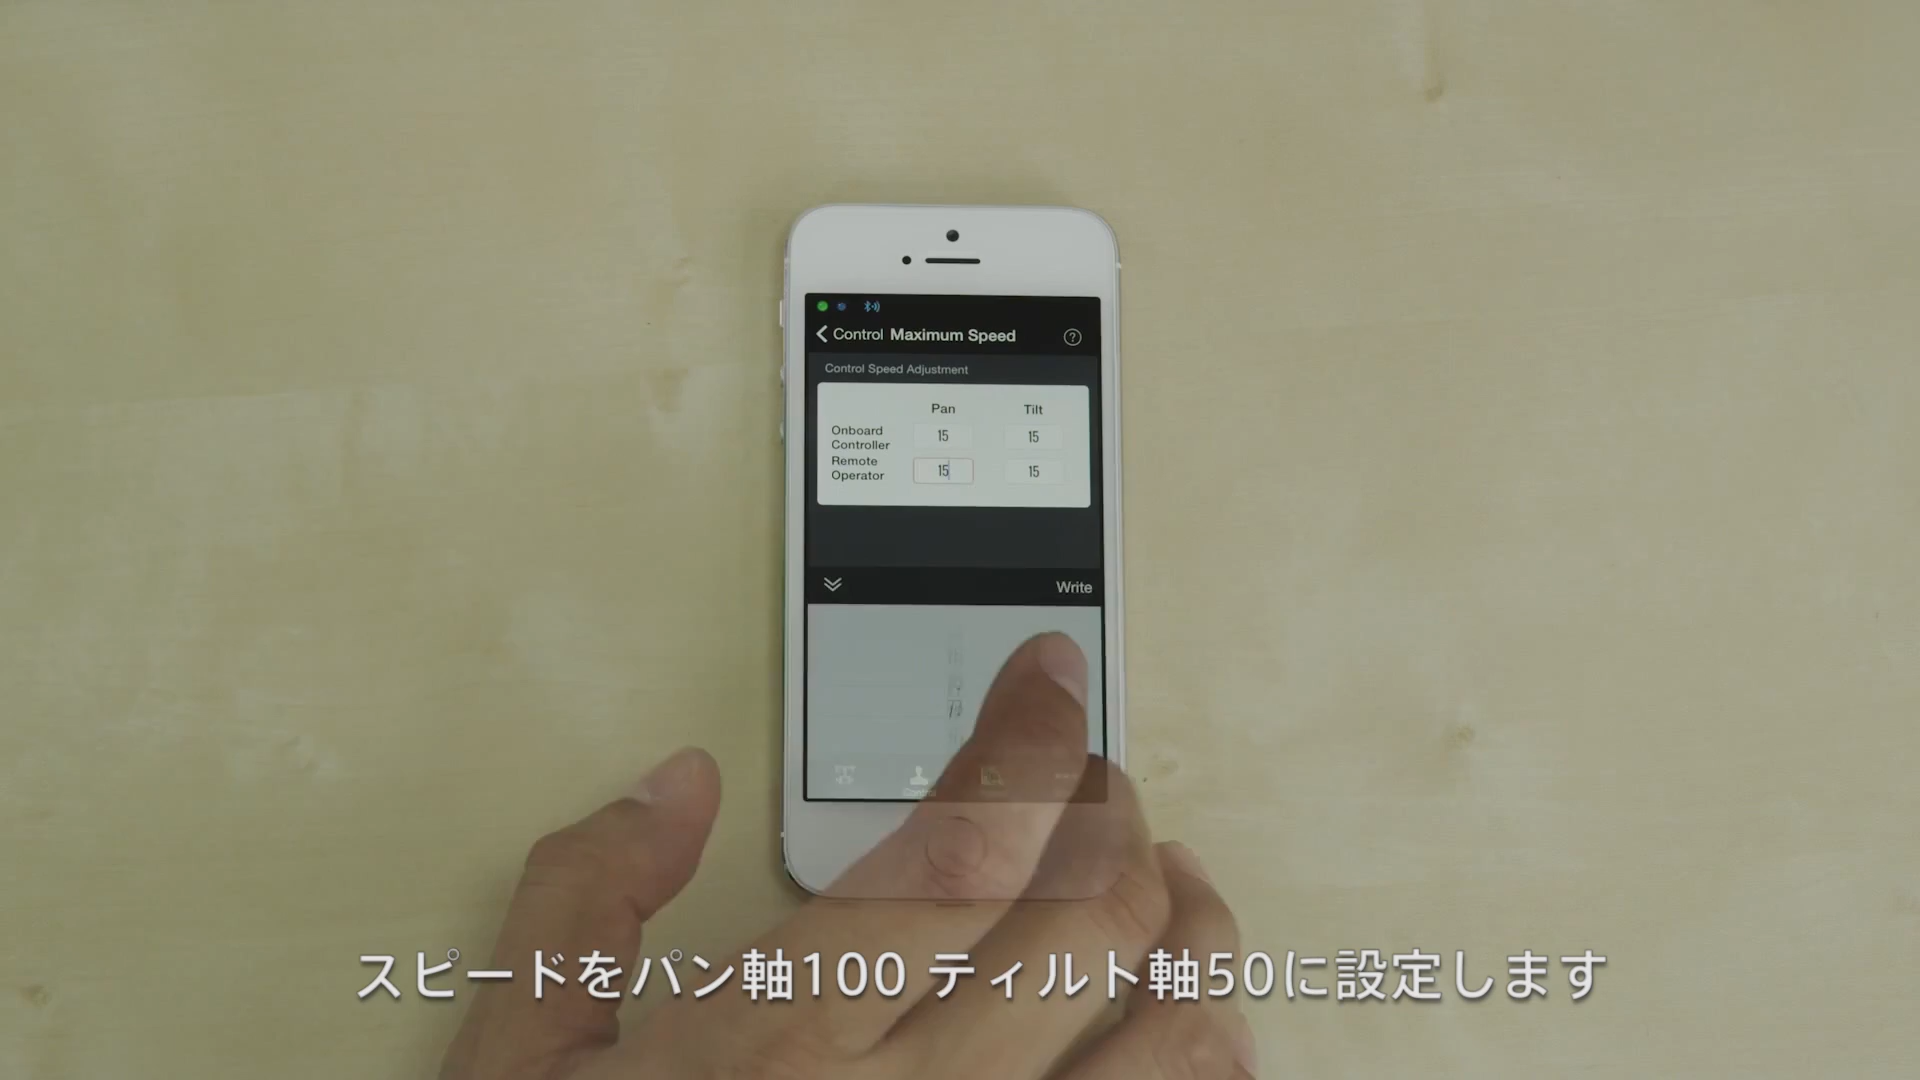 Control Maximum Speed ?
Control Speed Adjustment
Pan Tilt
Onboard Controller 15 15
Remote Operator 15 15
Write
Control
スピードをパン軸100 ティルト軸50に設定します